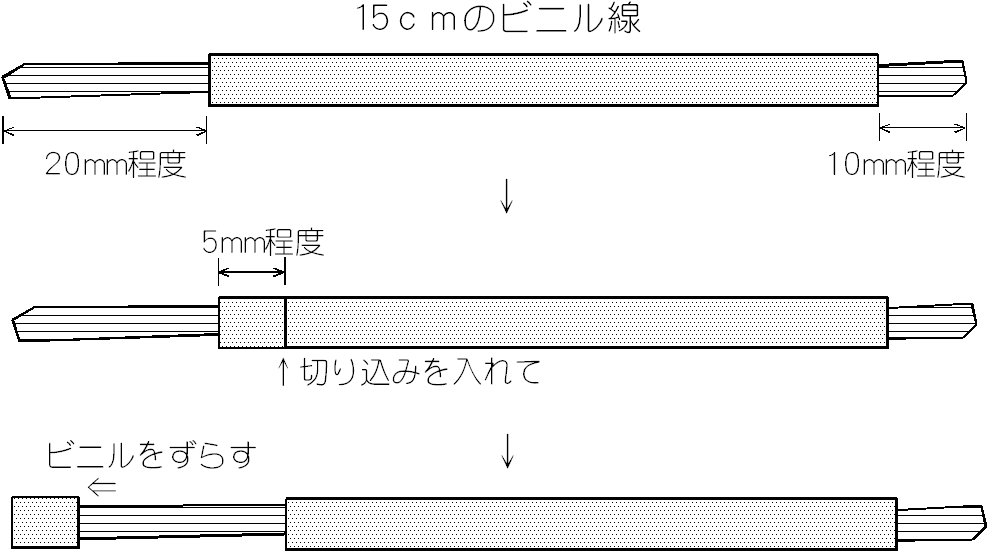 15cmのビニル線
20mm程度
10mm程度
↓
5mm程度
↑切り込みを入れて
↓
ビニルをずらす
⇐